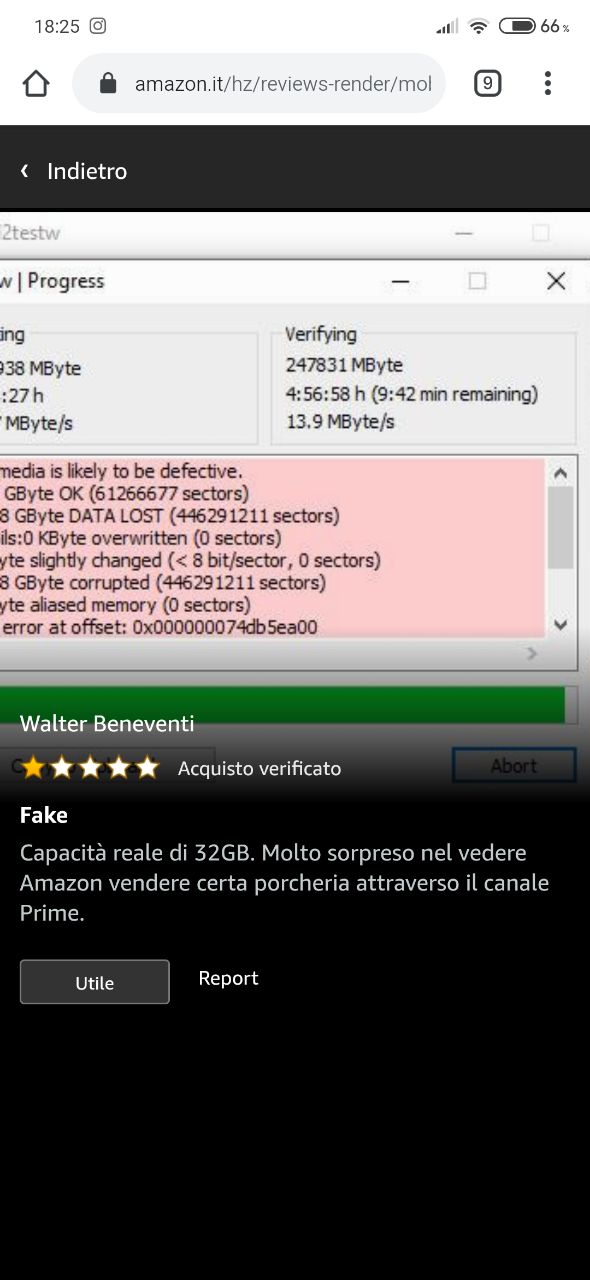 18:25 66%
amazon.it/hz/reviews-render/mol 9
Indietro
i2testw
w | Progress
ing
938 MByte
:27 h
MByte/s
Verifying
247831 MByte
4:56:58 h (9:42 min remaining)
13.9 MByte/s
media is likely to be defective.
GByte OK (61266677 sectors)
8 GByte DATA LOST (446291211 sectors)
ils:0 KByte overwritten (0 sectors)
yte slightly changed (< 8 bit/sector, 0 sectors)
8 GByte corrupted (446291211 sectors)
yte aliased memory (0 sectors)
error at offset: 0x000000074db5ea00
Walter Beneventi
Abort
Acquisto verificato
Fake
Capacità reale di 32GB. Molto sorpreso nel vedere
Amazon vendere certa porcheria attraverso il canale
Prime.
Utile
Report